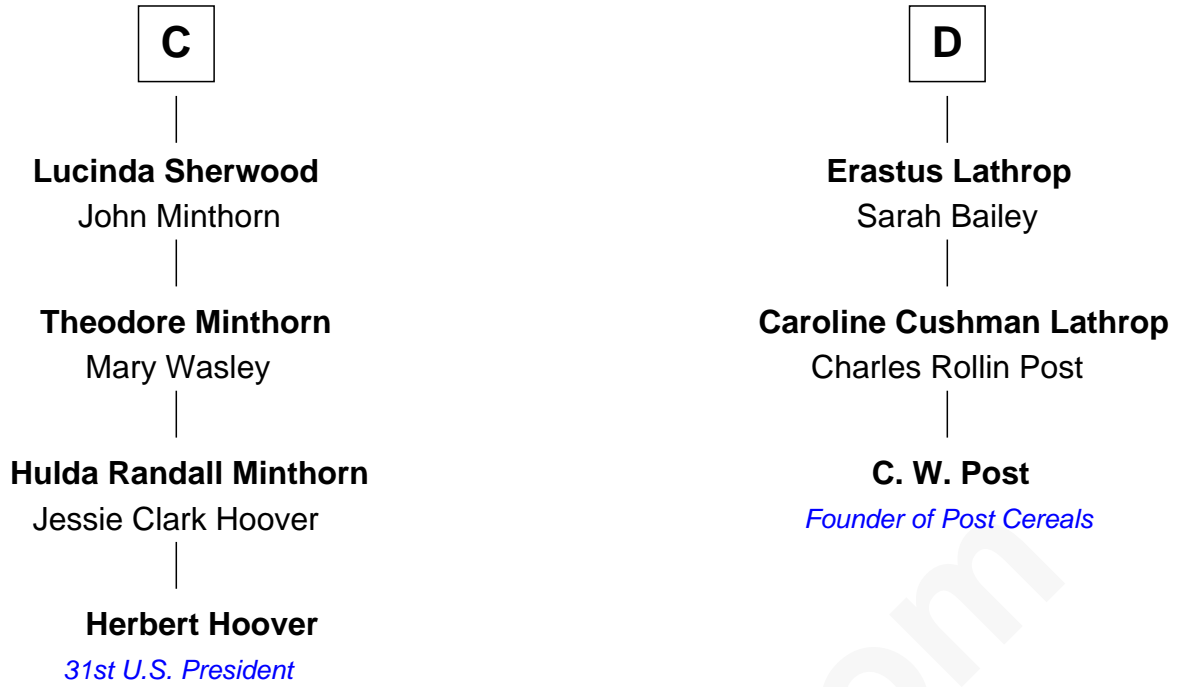 C
Lucinda Sherwood
John Minthorn
Theodore Minthorn
Mary Wasley
Hulda Randall Minthorn
Jessie Clark Hoover
Herbert Hoover
31st U.S. President
D
Erastus Lathrop
Sarah Bailey
Caroline Cushman Lathrop
Charles Rollin Post
C. W. Post
Founder of Post Cereals